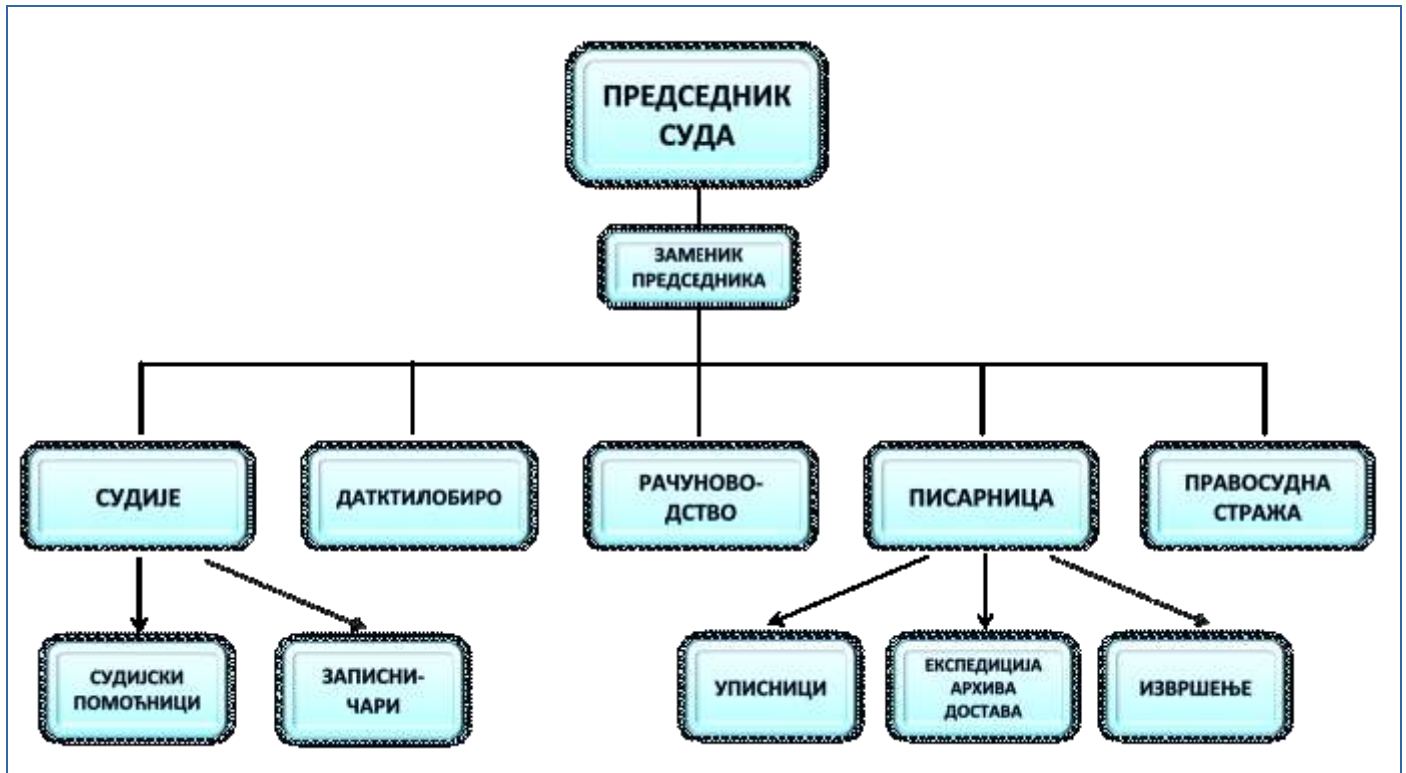 ПРЕДСЕДНИК
СУДА
ЗАМЕНИК
ПРЕДСЕДНИКА
СУДИЈЕ
ДАТКТИЛОБИРО
РАЧУНОВО-
ДСТВО
ПИСАРНИЦА
ПРАВОСУДНА
СТРАЖА
СУДИЈСКИ
ПОМОЋНИЦИ
ЗАПИСНИ-
ЧАРИ
УПИСНИЦИ
ЕКСПЕДИЦИЈА
АРХИВА
ДОСТАВА
ИЗВРШЕЊЕ